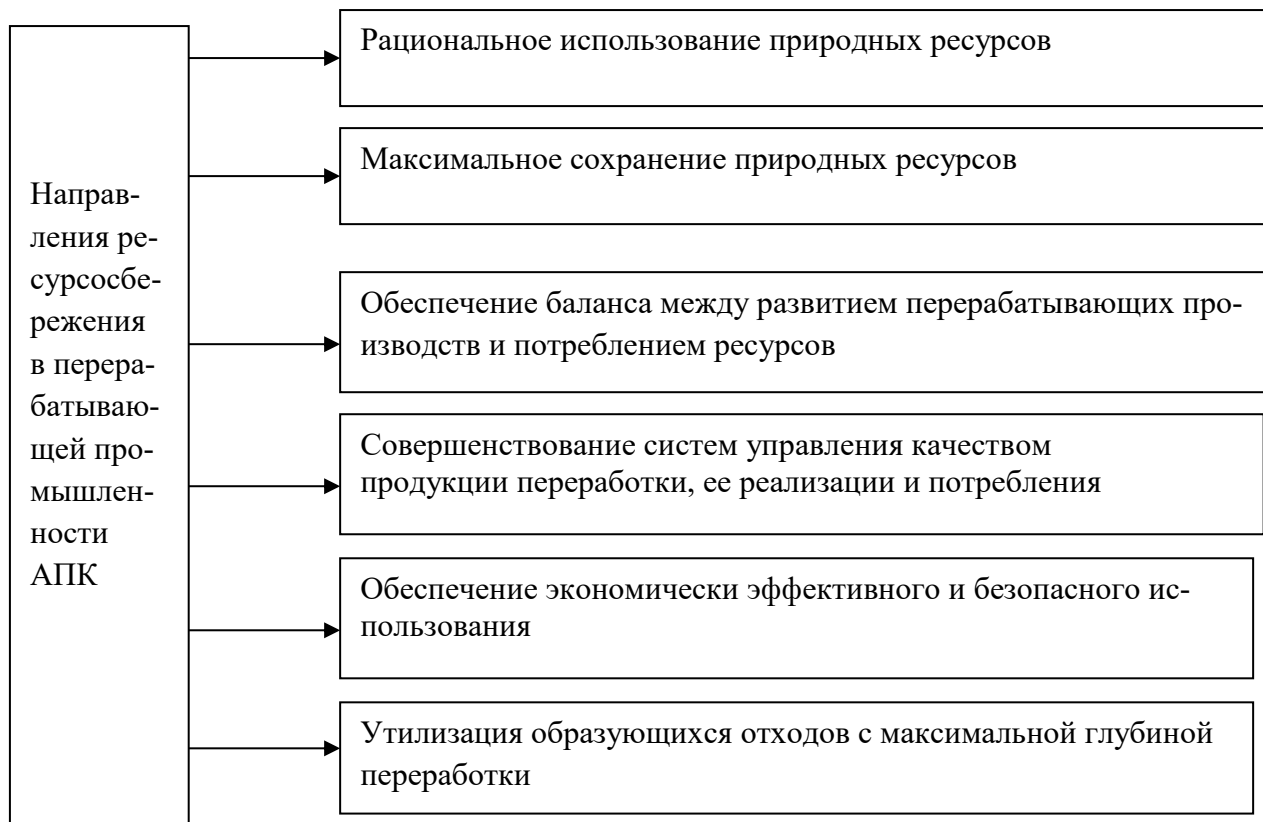 Направ-
ления ре-
сурсосбе-
режения
в перера-
батываю-
щей про-
мышлен-
ности
АПК
Рациональное использование природных ресурсов
Максимальное сохранение природных ресурсов
Обеспечение баланса между развитием перерабатывающих про-
изводств и потреблением ресурсов
Совершенствование систем управления качеством
продукции переработки, ее реализации и потребления
Обеспечение экономически эффективного и безопасного ис-
пользования
Утилизация образующихся отходов с максимальной глубиной
переработки